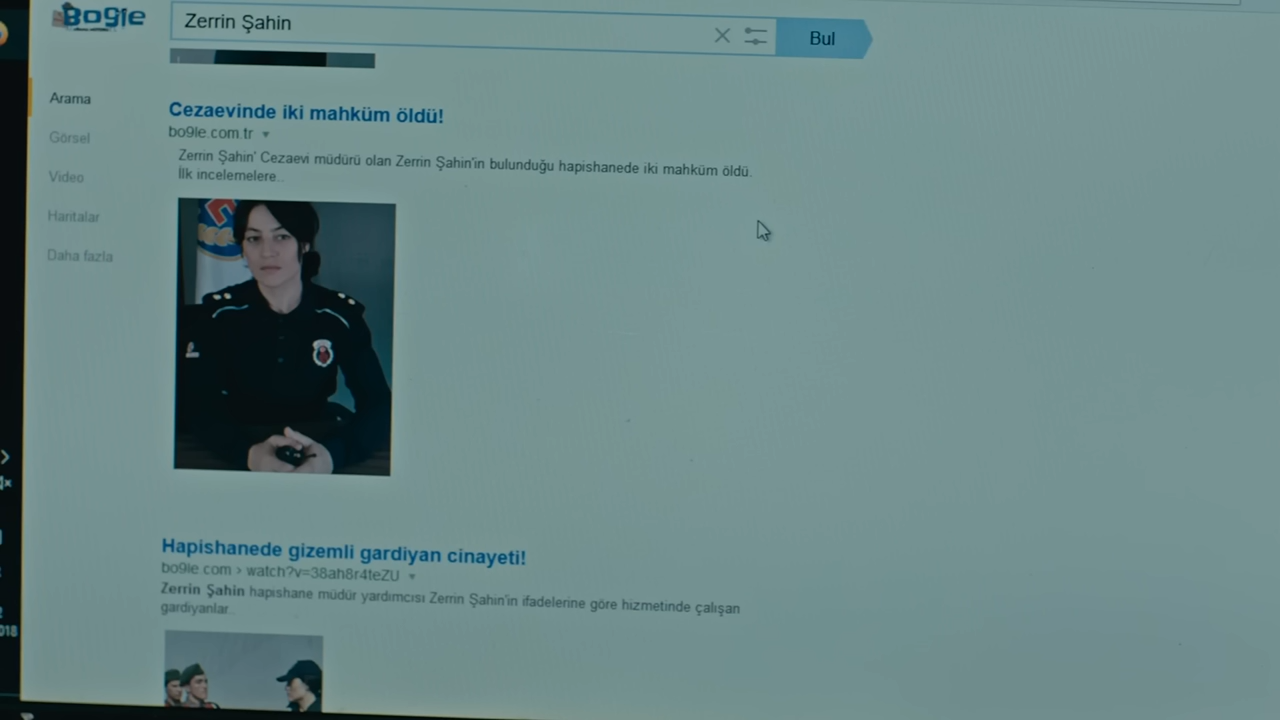 Bo9le
Zerrin Şahin
Bul
Arama
Görsel
Video
Haritalar
Daha fazla
Cezaevinde iki mahküm öldü!
bo9le.com.tr
Zerrin Şahin' Cezaevi müdürü olan Zerrin Şahin'in bulunduğu hapishanede iki mahküm öldü.
İlk incelemelere...
Hapishanede gizemli gardiyan cinayeti!
bo9le.com › watch?v=38ah8r4teZU
Zerrin Şahin hapishane müdür yardımcısı Zerrin Şahin'in ifadelerine göre hizmetinde çalışan
gardiyanlar...